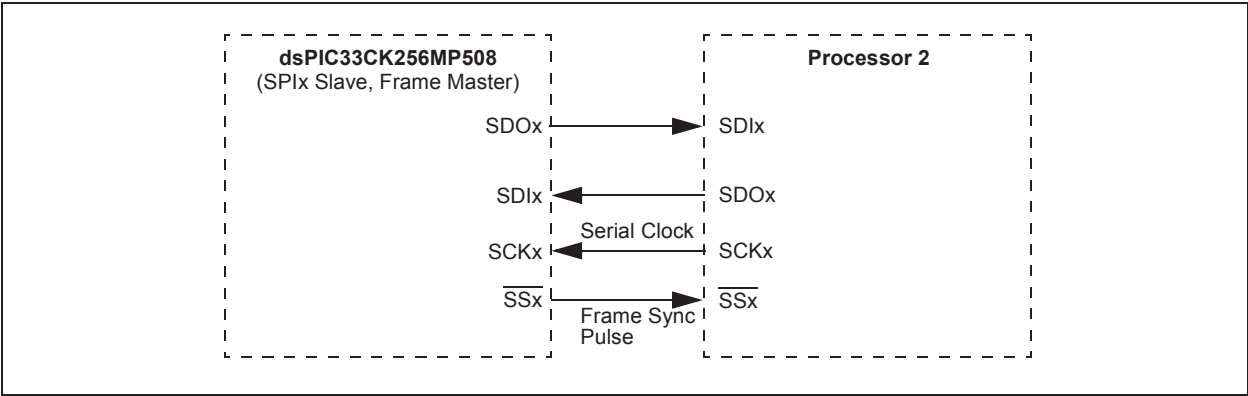 dsPIC33CK256MP508
(SPIx Slave, Frame Master)
Processor 2
SDOx
SDIx
SDIx
SDOx
Serial Clock
SCKx
SCKx
SSx
SSx
Frame Sync
Pulse